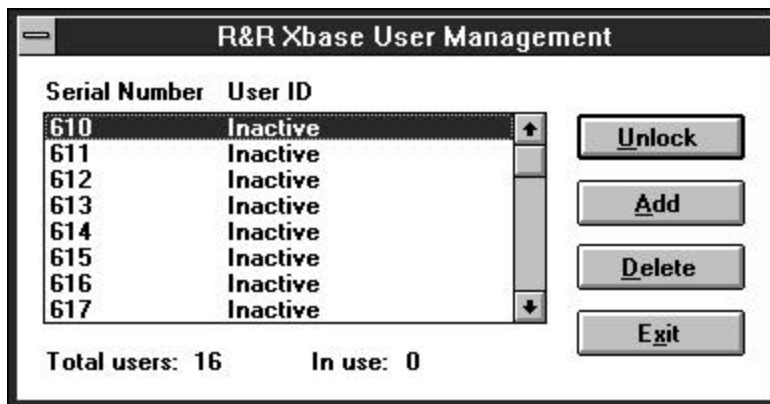 R&R Xbase User Management
Serial Number User ID
610 Inactive
611 Inactive
612 Inactive
613 Inactive
614 Inactive
615 Inactive
616 Inactive
617 Inactive
Unlock
Add
Delete
Exit
Total users: 16 In use: 0